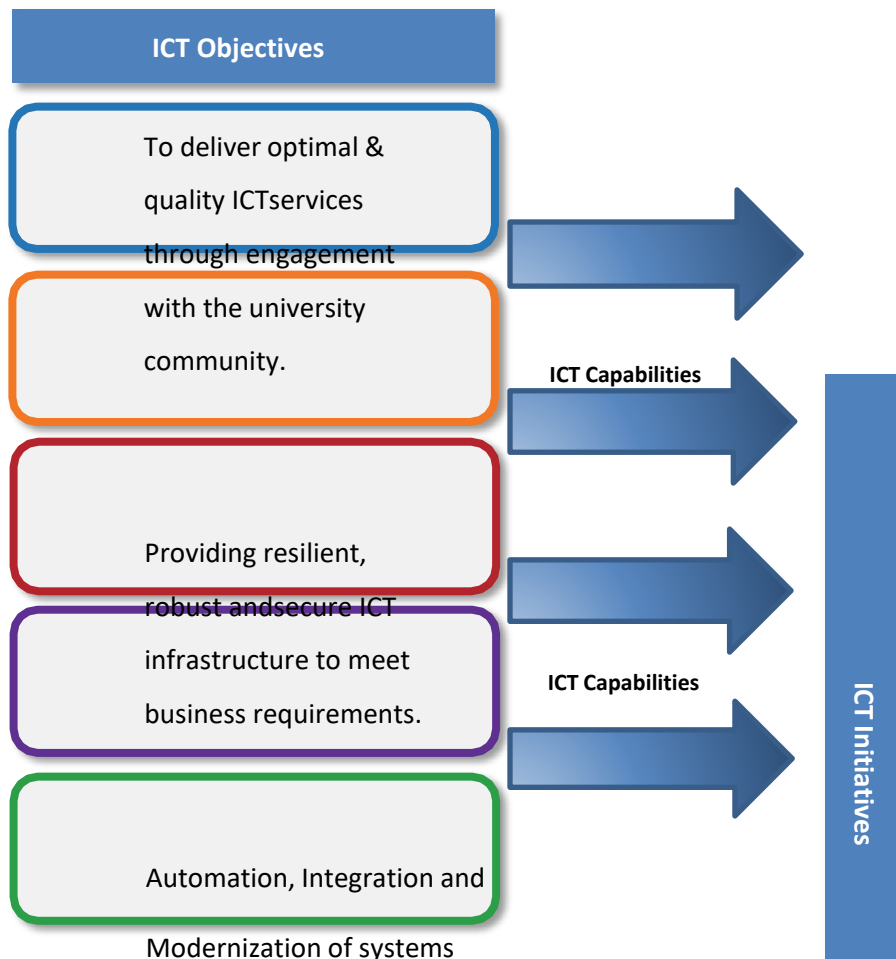 ICT Objectives
To deliver optimal &
quality ICTservices
through engagement
with the university
community.
ICT Capabilities
Providing resilient,
robust andsecure ICT
infrastructure to meet
business requirements.
ICT Capabilities
ICT Initiatives
Automation, Integration and
Modernization of systems